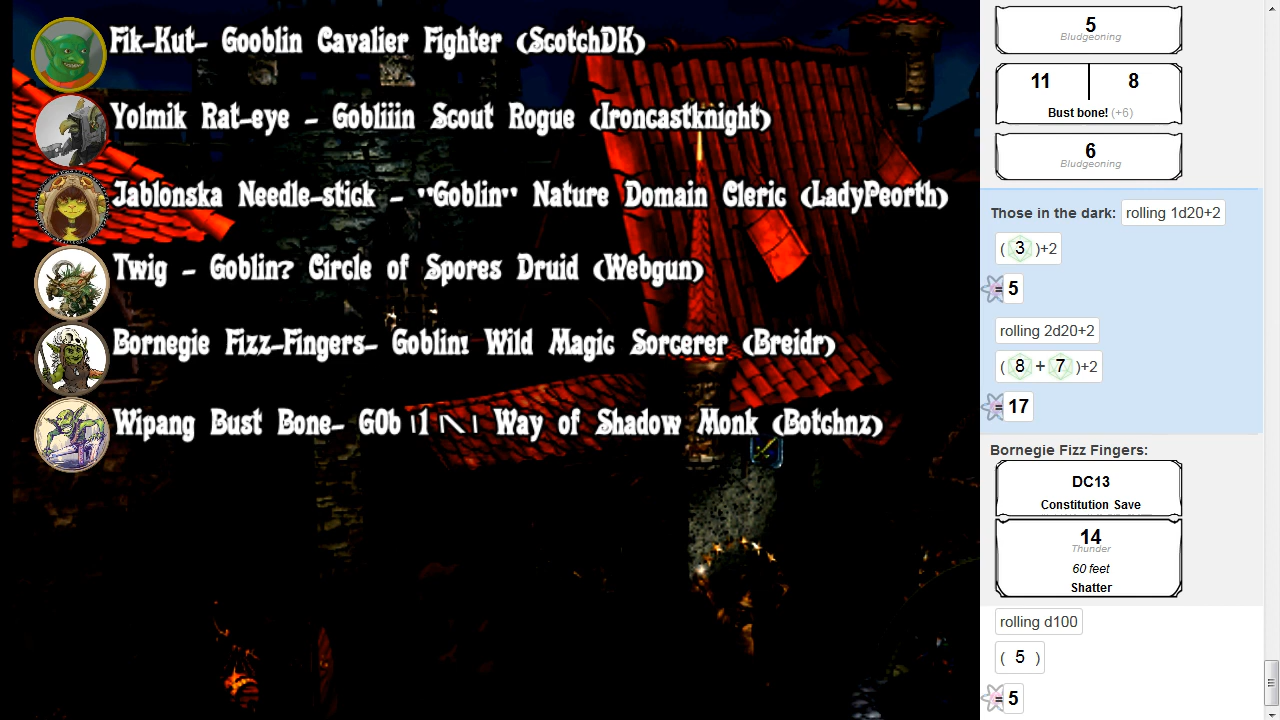 Fik-Kut- Gooblin Cavalier Fighter (ScotchDK)
Yolmik Rat-eye - Gobliiin Scout Rogue (Ironcastknight)
Jablonska Needle-stick - "Goblin" Nature Domain Cleric (LadyPeorth)
Twig - Goblin? Circle of Spores Druid (Webgun)
Bornegie Fizz-Fingers- Goblin! Wild Magic Sorcerer (Breidr)
Wipang Bust Bone- G0b |1 |\| Way of Shadow Monk (Botchnz)
5
Bludgeoning
11 8
Bust bone! (+6)
6
Bludgeoning
Those in the dark: rolling 1d20+2
( 3 )+2
= 5
rolling 2d20+2
( 8 + 7 )+2
= 17
Bornegie Fizz Fingers:
DC13
Constitution Save
14
Thunder
60 feet
Shatter
rolling d100
( 5 )
= 5